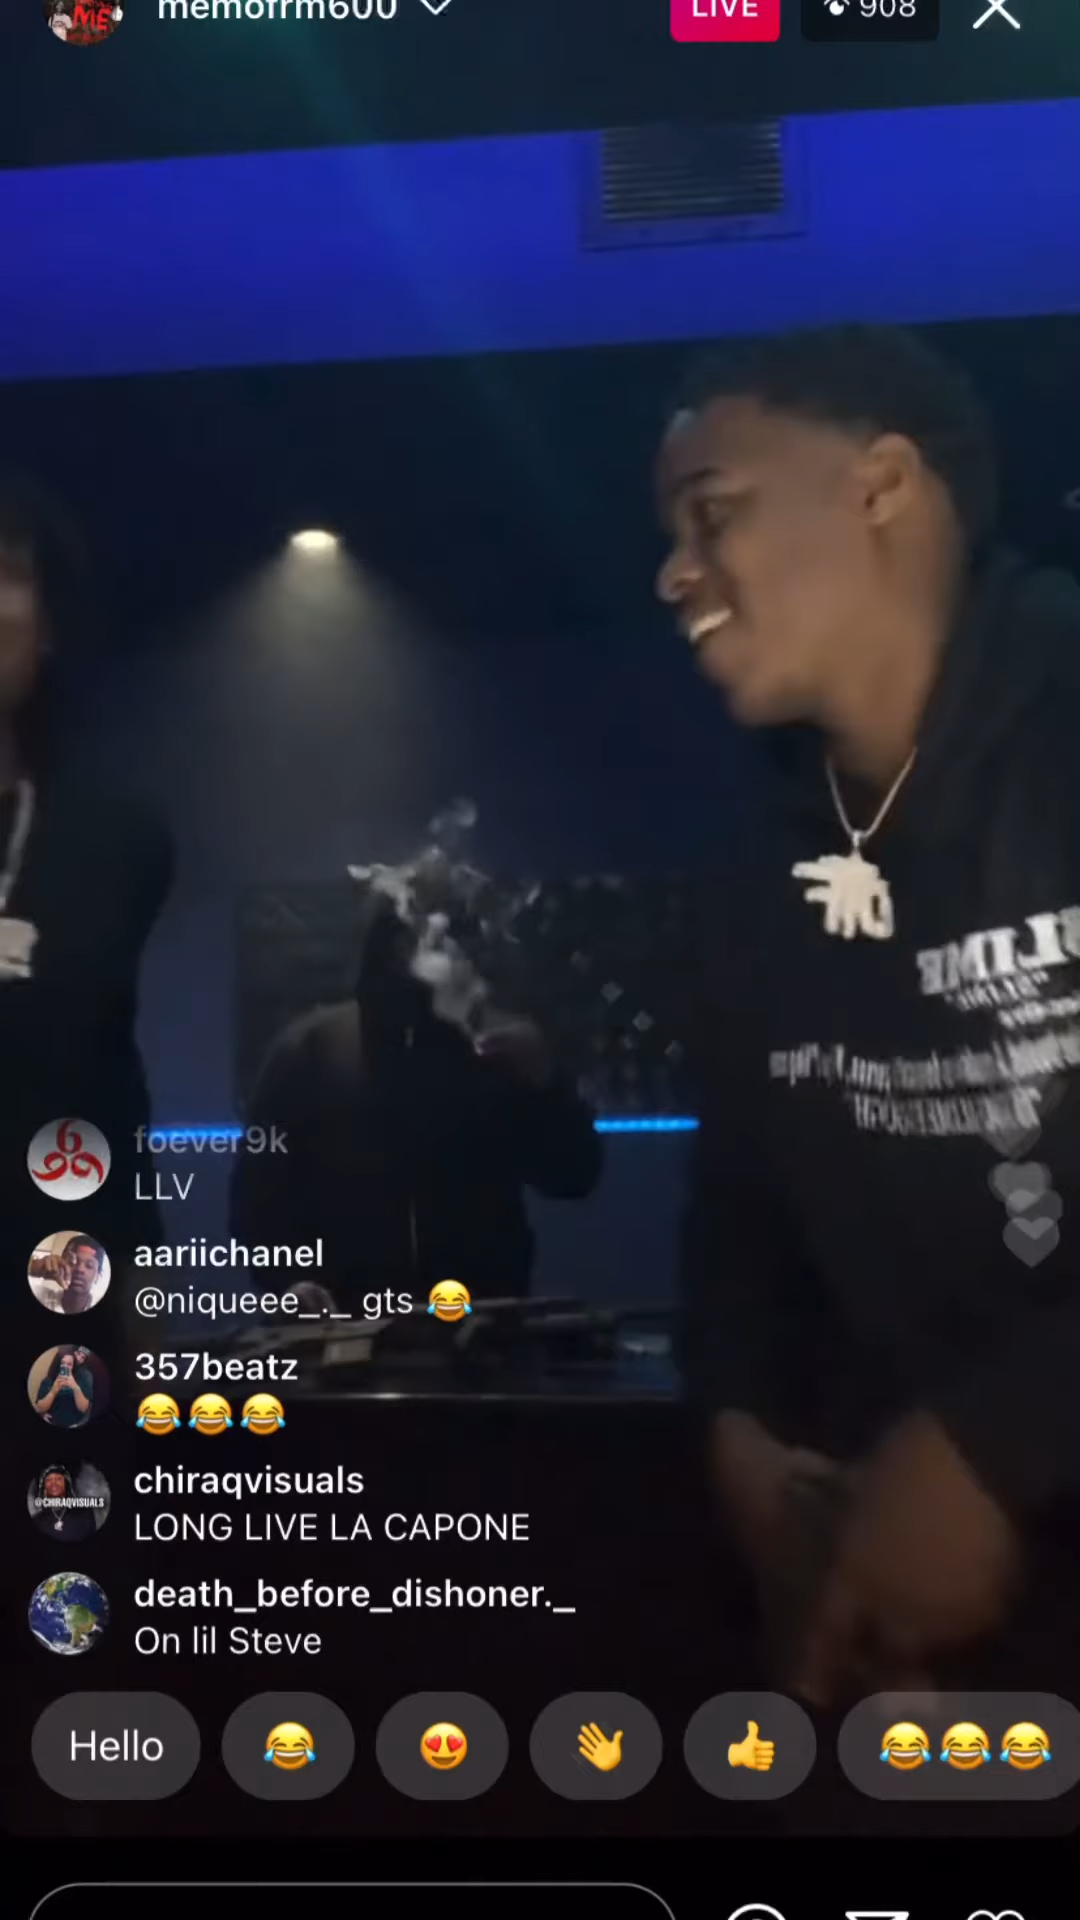 memofrm600
LIVE
908
foever9k
LLV
aariichanel
@niqueee_._ gts 😂
357beatz
😂😂😂
@CHIRAQVISUALS
chiraqvisuals
LONG LIVE LA CAPONE
death_before_dishoner._
On lil Steve
Hello 😂 😍 👋 👍 😂😂😂